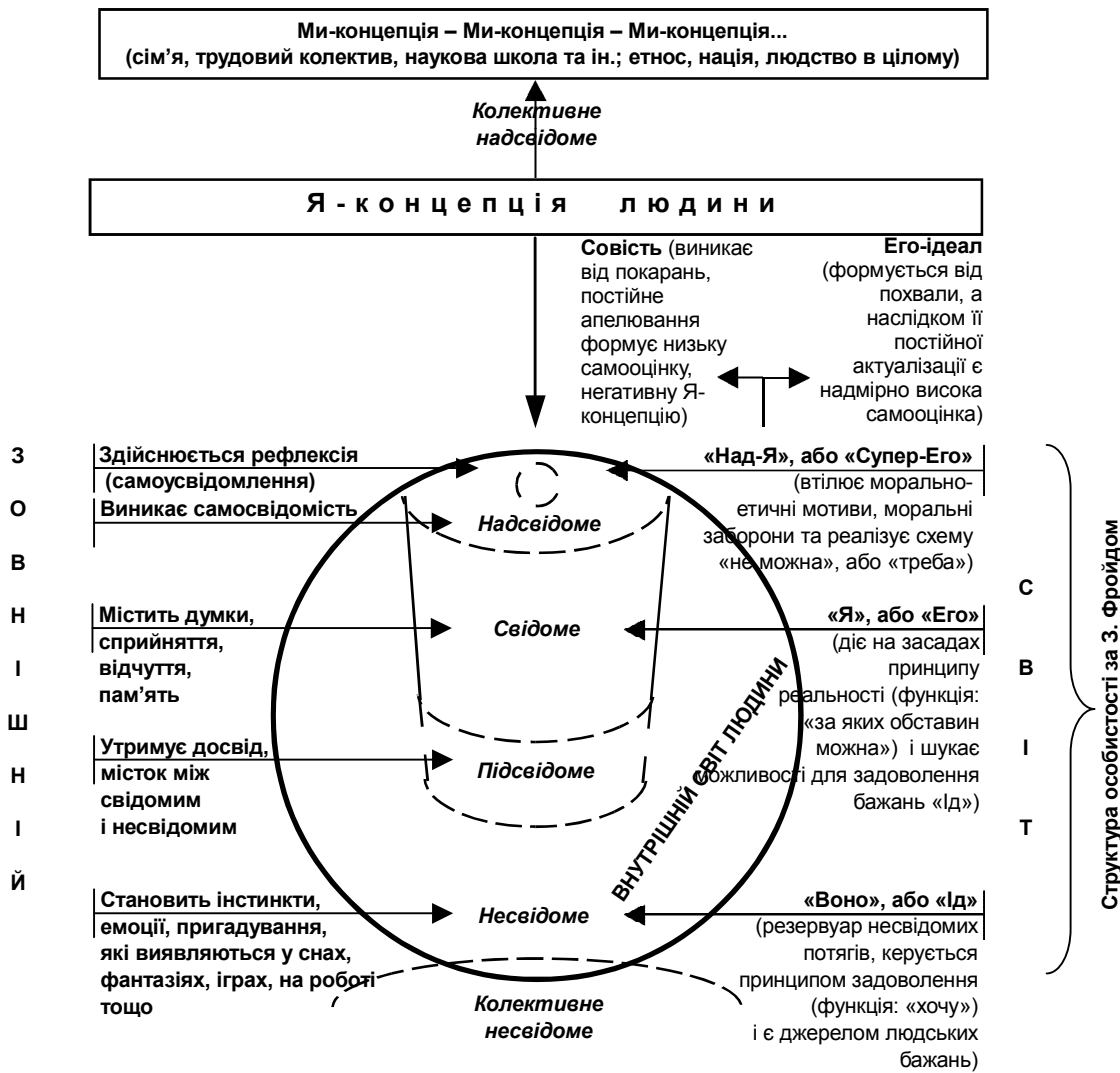 Ми-концепція – Ми-концепція – Ми-концепція...
(сім’я, трудовий колектив, наукова школа та ін.; етнос, нація, людство в цілому)
Колективне
надсвідоме
Я-концепція людини
Совість (виникає
від покарань,
постійне
апелювання
формує низьку
самооцінку,
негативну Я-
концепцію)
Его-ідеал
(формується від
похвали, а
наслідком її
постійної
актуалізації є
надмірно висока
самооцінка)
ЗОВНІШНІЙ
Здійснюється рефлексія
(самоусвідомлення)
Виникає самосвідомість
Містить думки,
сприйняття,
відчуття,
пам’ять
Утримує досвід,
місток між
свідомим
і несвідомим
Становить інстинкти,
емоції, пригадування,
які виявляються у снах,
фантазіях, іграх, на роботі
тощо
Надсвідоме
Свідоме
Підсвідоме
Несвідоме
Колективне
несвідоме
ВНУТРІШНІЙ СВІТ ЛЮДИНИ
«Над-Я», або «Супер-Его»
(втілює морально-
етичні мотиви, моральні
заборони та реалізує схему
«не можна», або «треба»)
«Я», або «Его»
(діє на засадах
принципу
реальності (функція:
«за яких обставин
можна») і шукає
можливості для задоволення
бажань «Ід»)
«Воно», або «Ід»
(резервуар несвідомих
потягів, керується
принципом задоволення
(функція: «хочу»)
і є джерелом людських
бажань)
СВІТ
Структура особистості за З. Фройдом